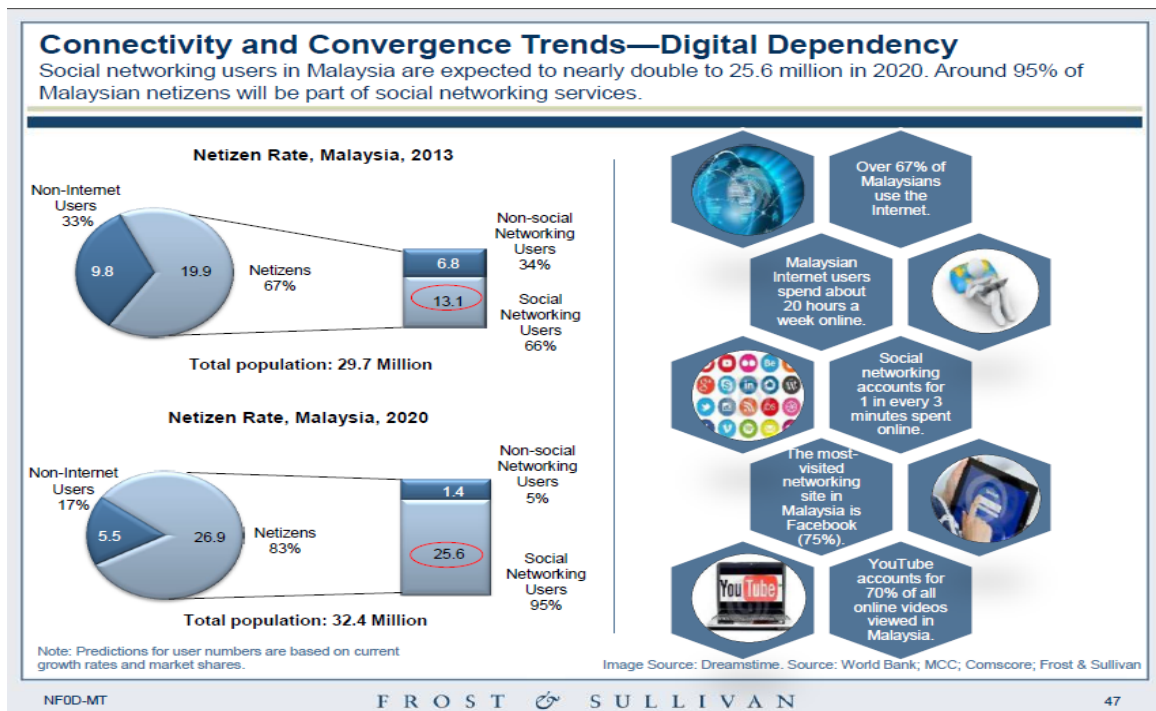 Connectivity and Convergence Trends—Digital Dependency
Social networking users in Malaysia are expected to nearly double to 25.6 million in 2020. Around 95% of
Malaysian netizens will be part of social networking services.
Netizen Rate, Malaysia, 2013
Non-Internet
Users
33%
9.8
19.9
Netizens
67%
Non-social
Networking
Users
34%
6.8
13.1
Social
Networking
Users
66%
Total population: 29.7 Million
Netizen Rate, Malaysia, 2020
Non-Internet
Users
17%
5.5
26.9
Netizens
83%
Non-social
Networking
Users
5%
1.4
25.6
Social
Networking
Users
95%
Total population: 32.4 Million
Note: Predictions for user numbers are based on current
growth rates and market shares.
Over 67% of
Malaysians
use the
Internet.
Malaysian
Internet users
spend about
20 hours a
week online.
Social
networking
accounts for
1 in every 3
minutes spent
online.
The most-
visited
networking
site in
Malaysia is
Facebook
(75%).
YouTube
YouTube
accounts for
70% of all
online videos
viewed in
Malaysia.
Image Source: Dreamstime. Source: World Bank; MCC; Comscore; Frost & Sullivan
NF0D-MT
FROST & SULLIVAN
47